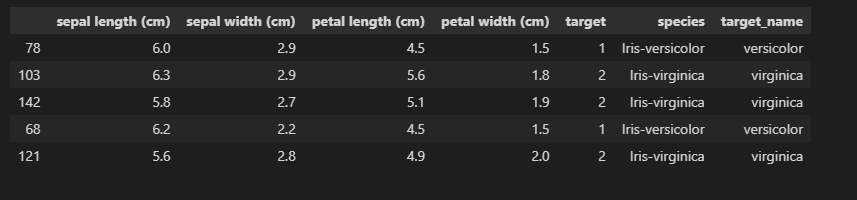 sepal length (cm) sepal width (cm) petal length (cm) petal width (cm) target species target_name
78 6.0 2.9 4.5 1.5 1 Iris-versicolor versicolor
103 6.3 2.9 5.6 1.8 2 Iris-virginica virginica
142 5.8 2.7 5.1 1.9 2 Iris-virginica virginica
68 6.2 2.2 4.5 1.5 1 Iris-versicolor versicolor
121 5.6 2.8 4.9 2.0 2 Iris-virginica virginica